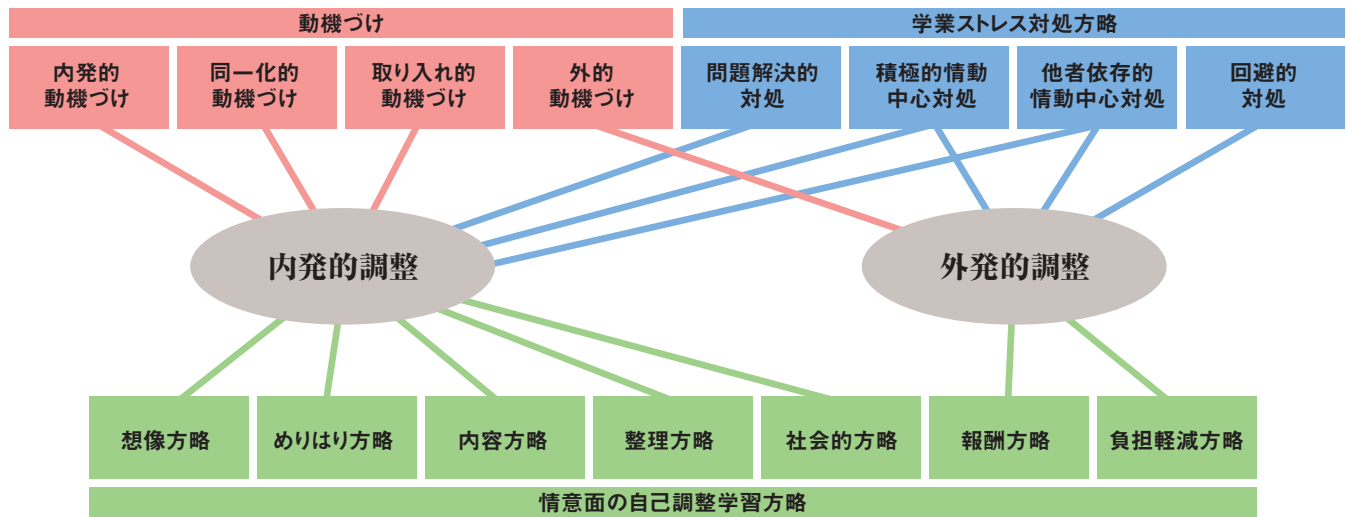 動機づけ
学業ストレス対処方略
内発的
動機づけ
同一化的
動機づけ
取り入れ的
動機づけ
外的
動機づけ
問題解決的
対処
積極的情動
中心対処
他者依存的
情動中心対処
回避的
対処
内発的調整
外発的調整
想像方略
めりはり方略
内容方略
整理方略
社会的方略
報酬方略
負担軽減方略
情意面の自己調整学習方略